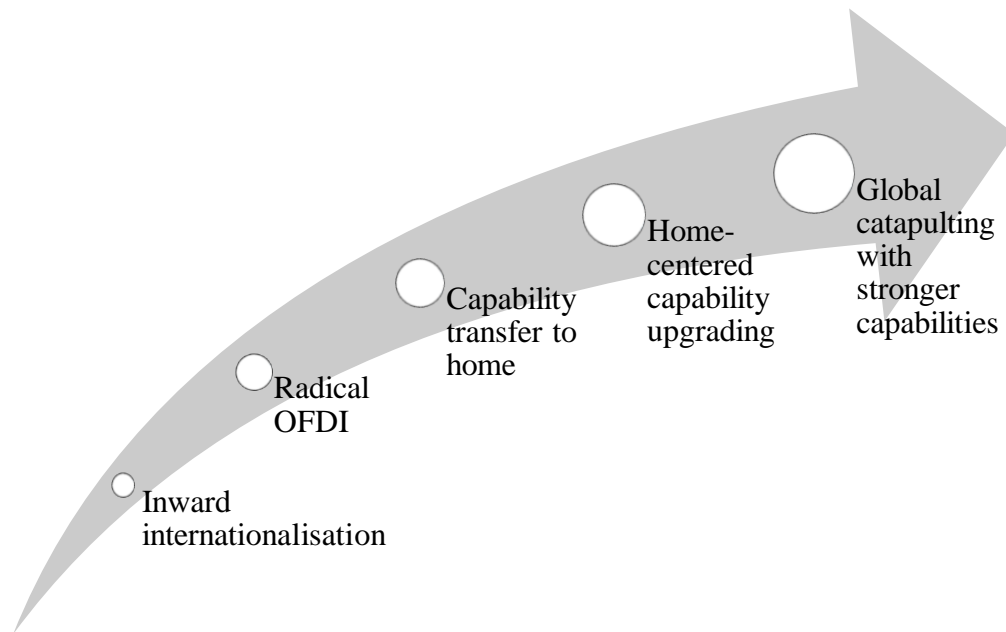 Inward
internationalisation
Radical
OFDI
Capability
transfer to
home
Home-
centered
capability
upgrading
Global
catapulting
with
stronger
capabilities